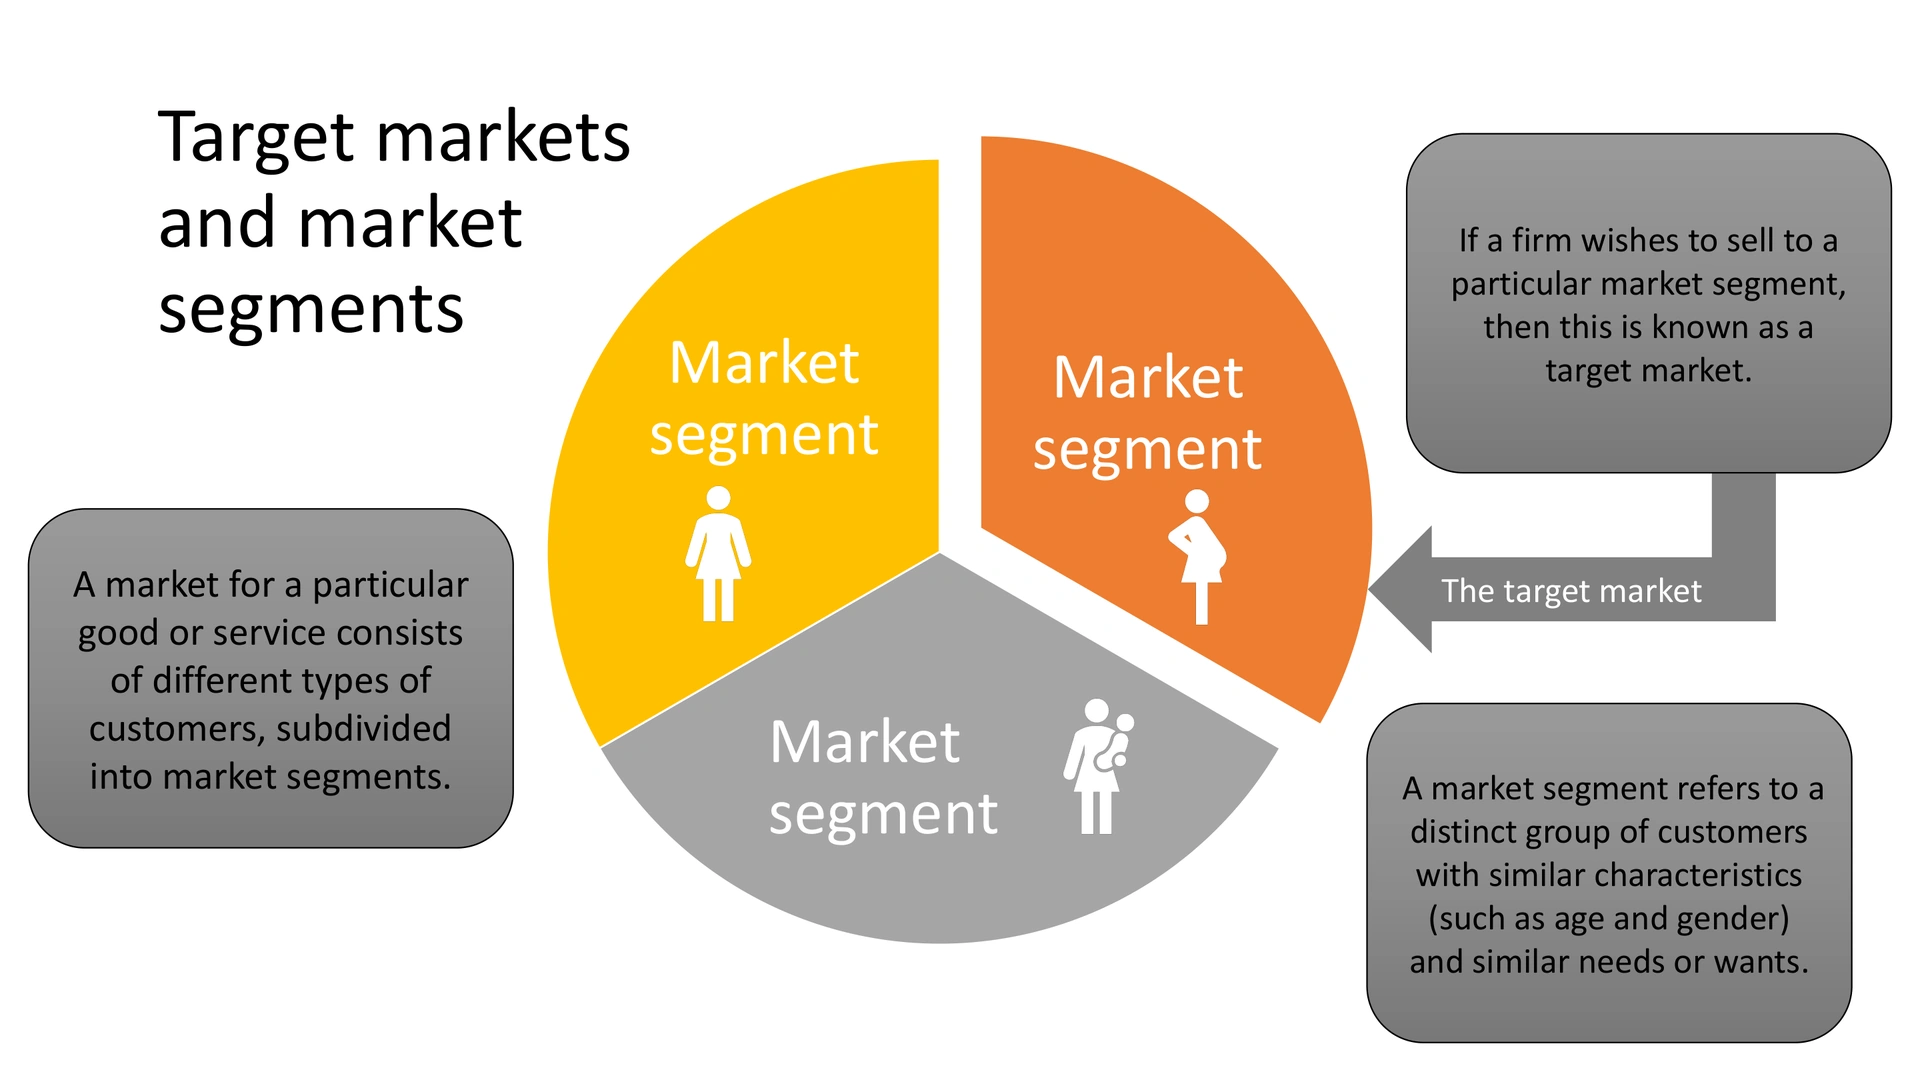 Target markets
and market
segments
Market
segment
Market
segment
Market
segment
A market for a particular
good or service consists
of different types of
customers, subdivided
into market segments.
If a firm wishes to sell to a
particular market segment,
then this is known as a
target market.
The target market
A market segment refers to a
distinct group of customers
with similar characteristics
(such as age and gender)
and similar needs or wants.